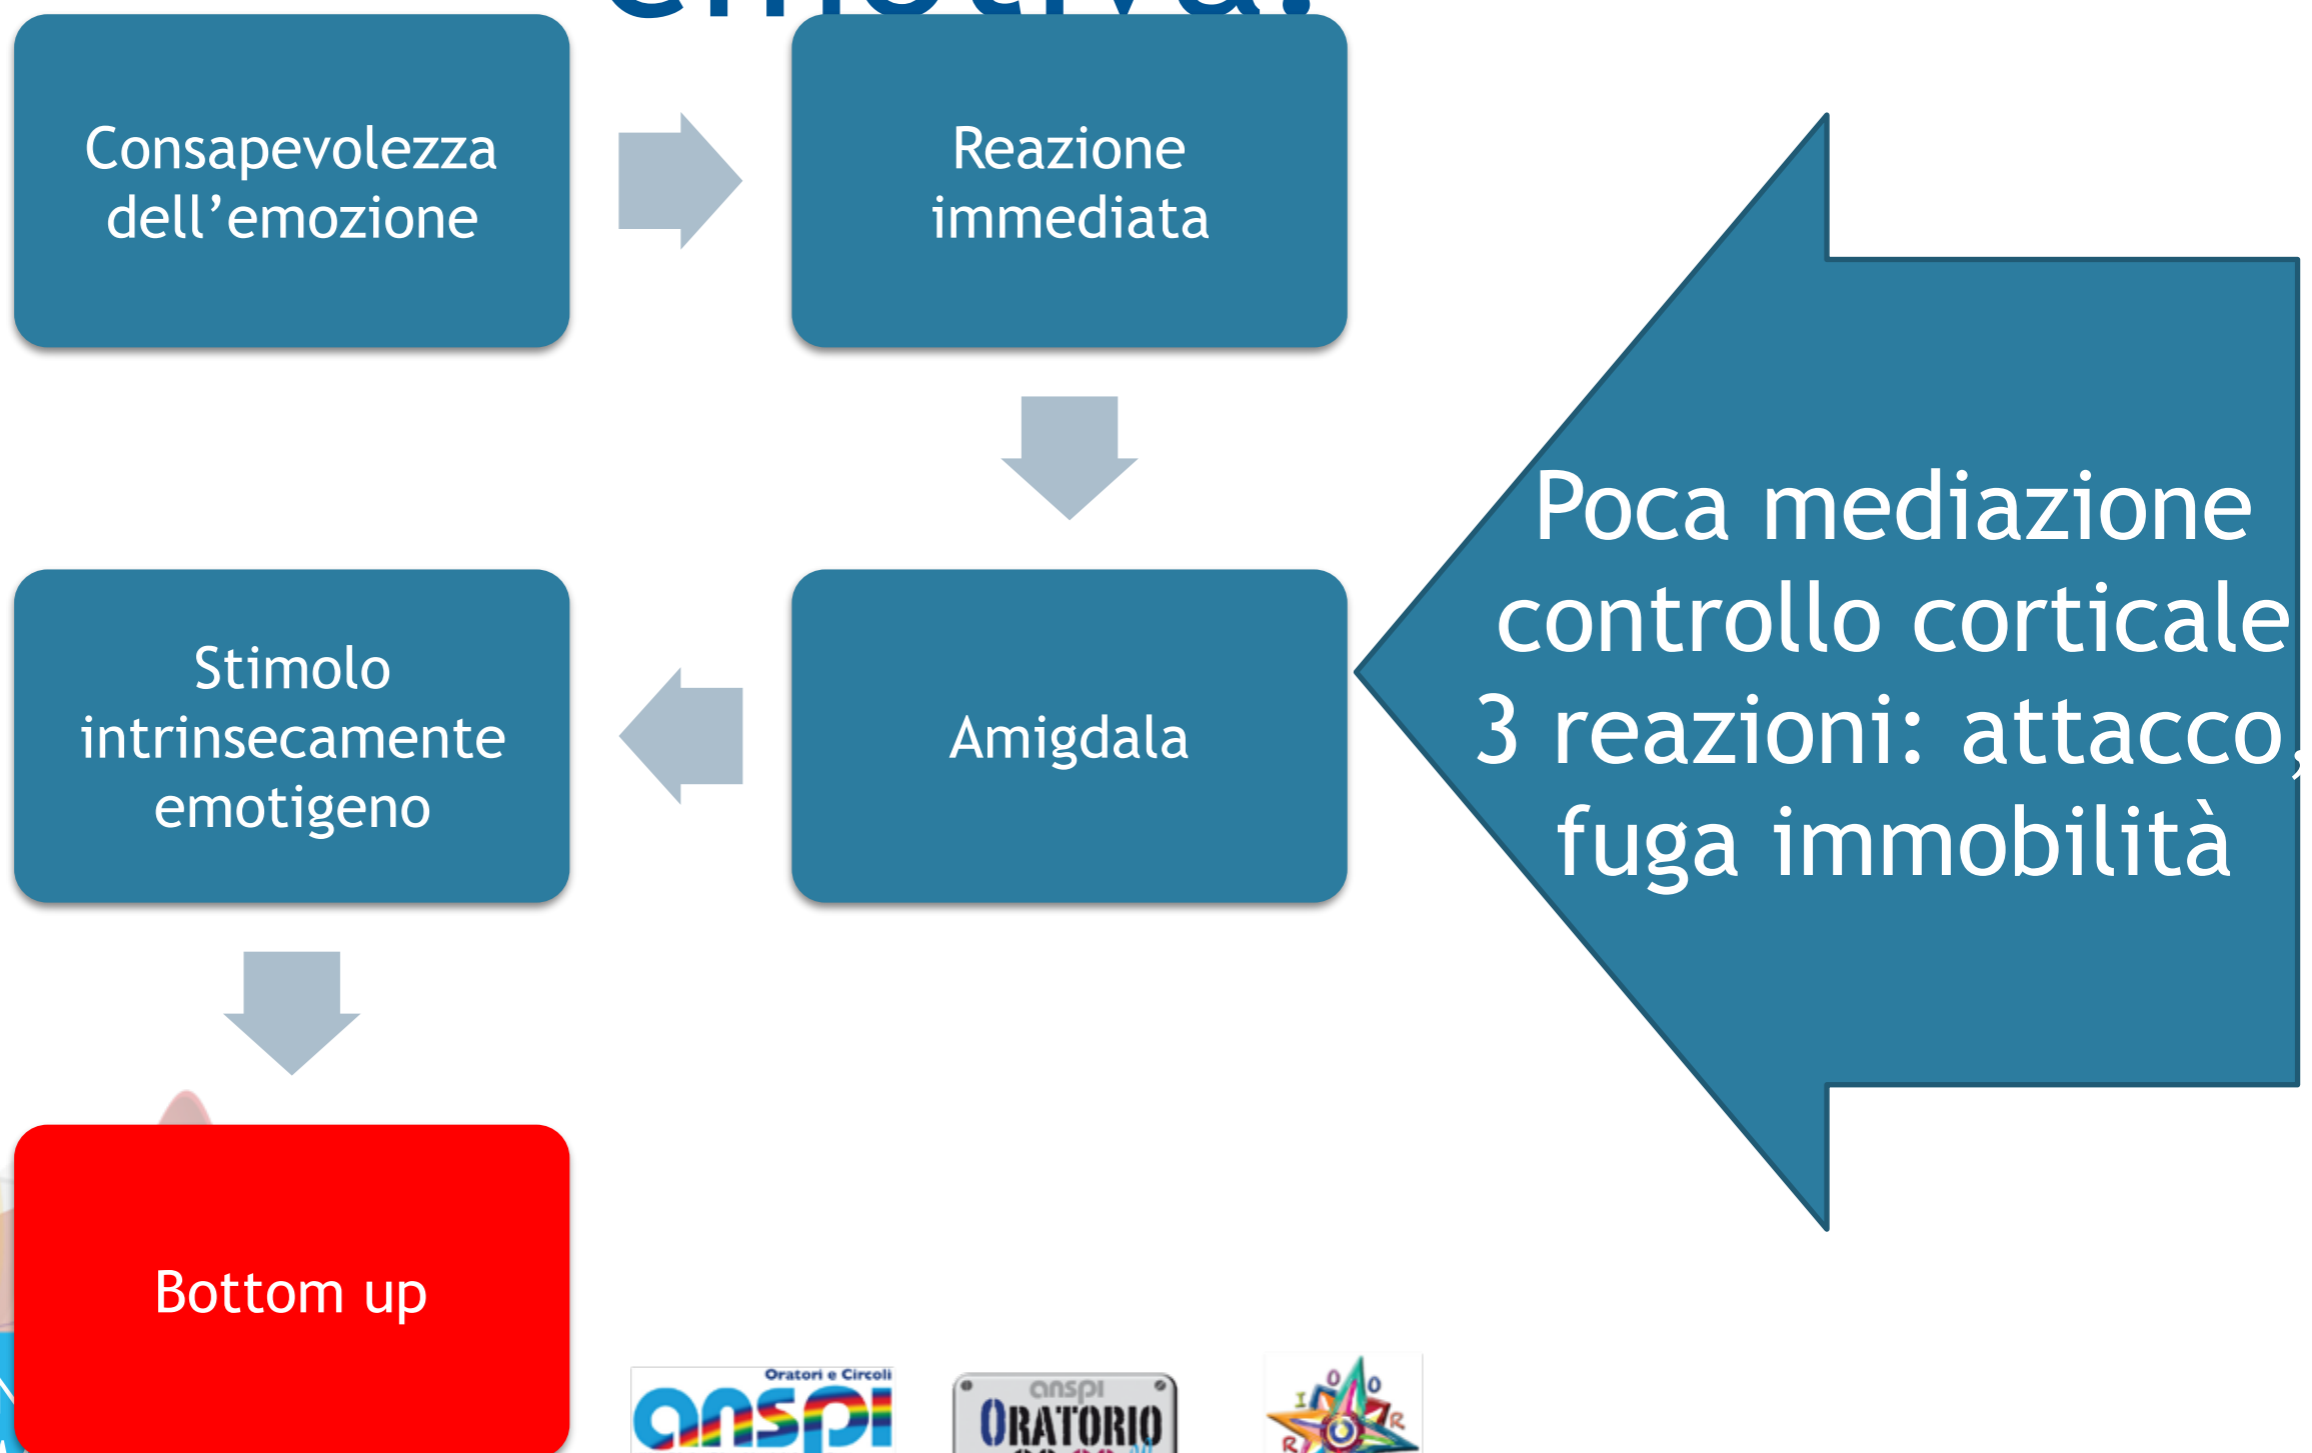 emotiva.
Consapevolezza
dell’emozione
Reazione
immediata
Poca mediazione
controllo corticale
3 reazioni: attacco,
fuga immobilità
Amigdala
Stimolo
intrinsecamente
emotigeno
Bottom up
Oratori e Circoli
anspi
anspi
ORATORIO